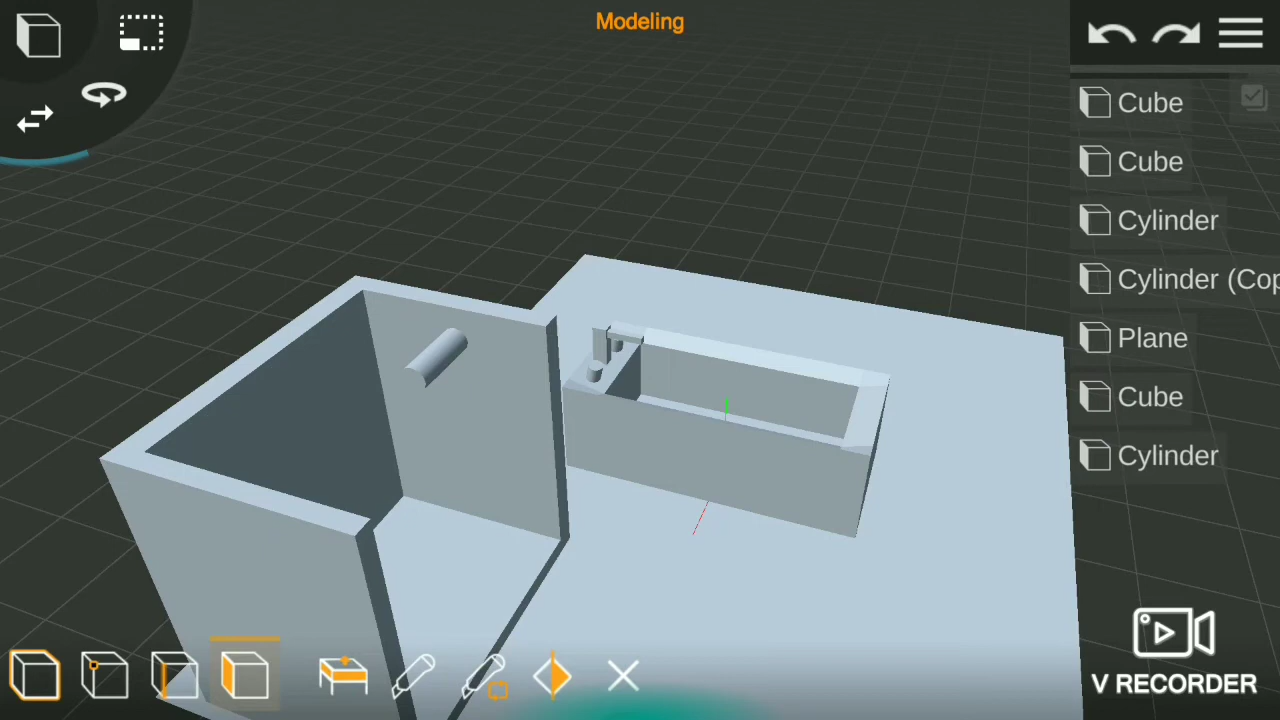 Modeling
Cube
Cube
Cylinder
Cylinder (Cop
Plane
Cube
Cylinder
V RECORDER